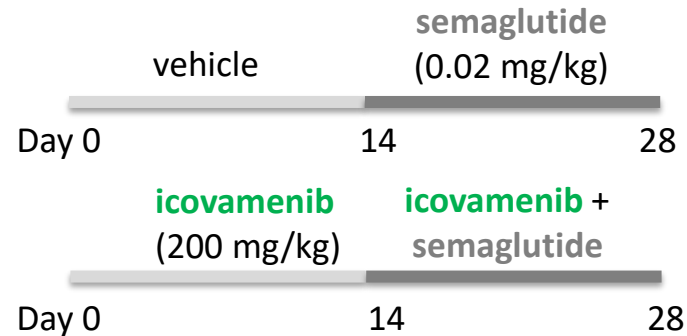 semaglutide
vehicle (0.02 mg/kg)
Day 0 14 28
icovamenib icovamenib +
(200 mg/kg) semaglutide
Day 0 14 28